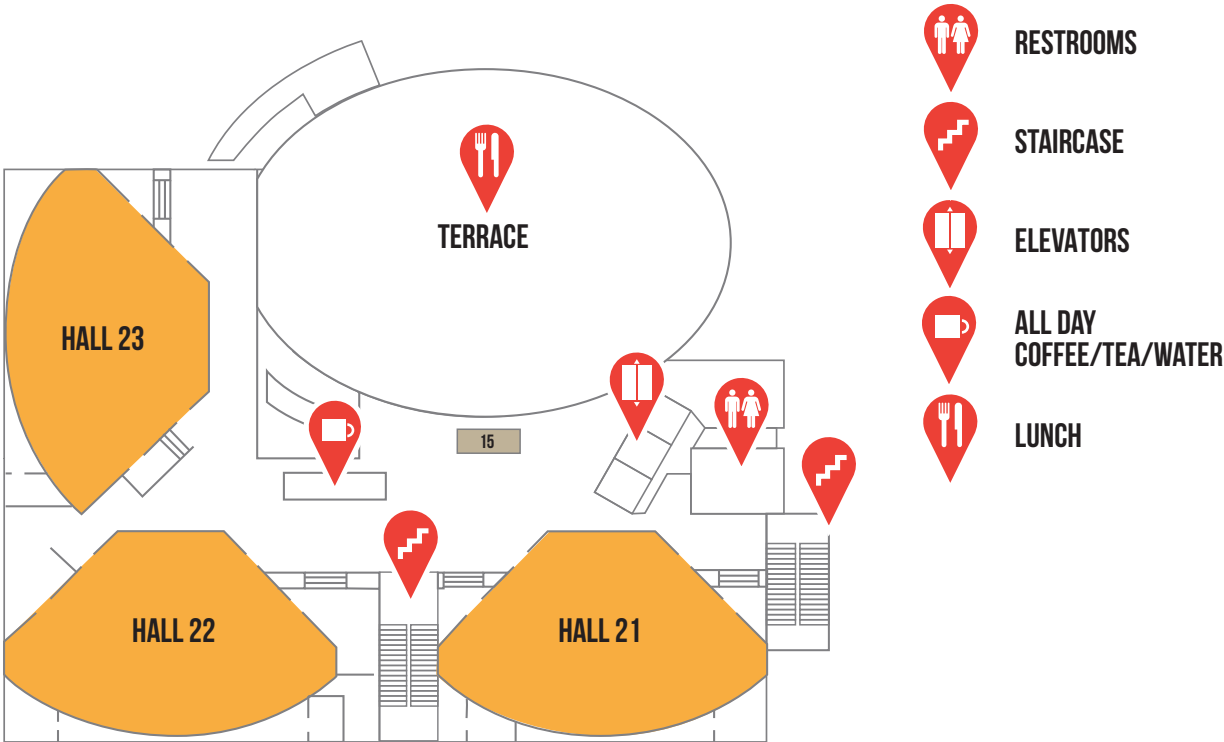 RESTROOMS
STAIRCASE
TERRACE
ELEVATORS
HALL 23
ALL DAY
COFFEE/TEA/WATER
15
LUNCH
HALL 22
HALL 21